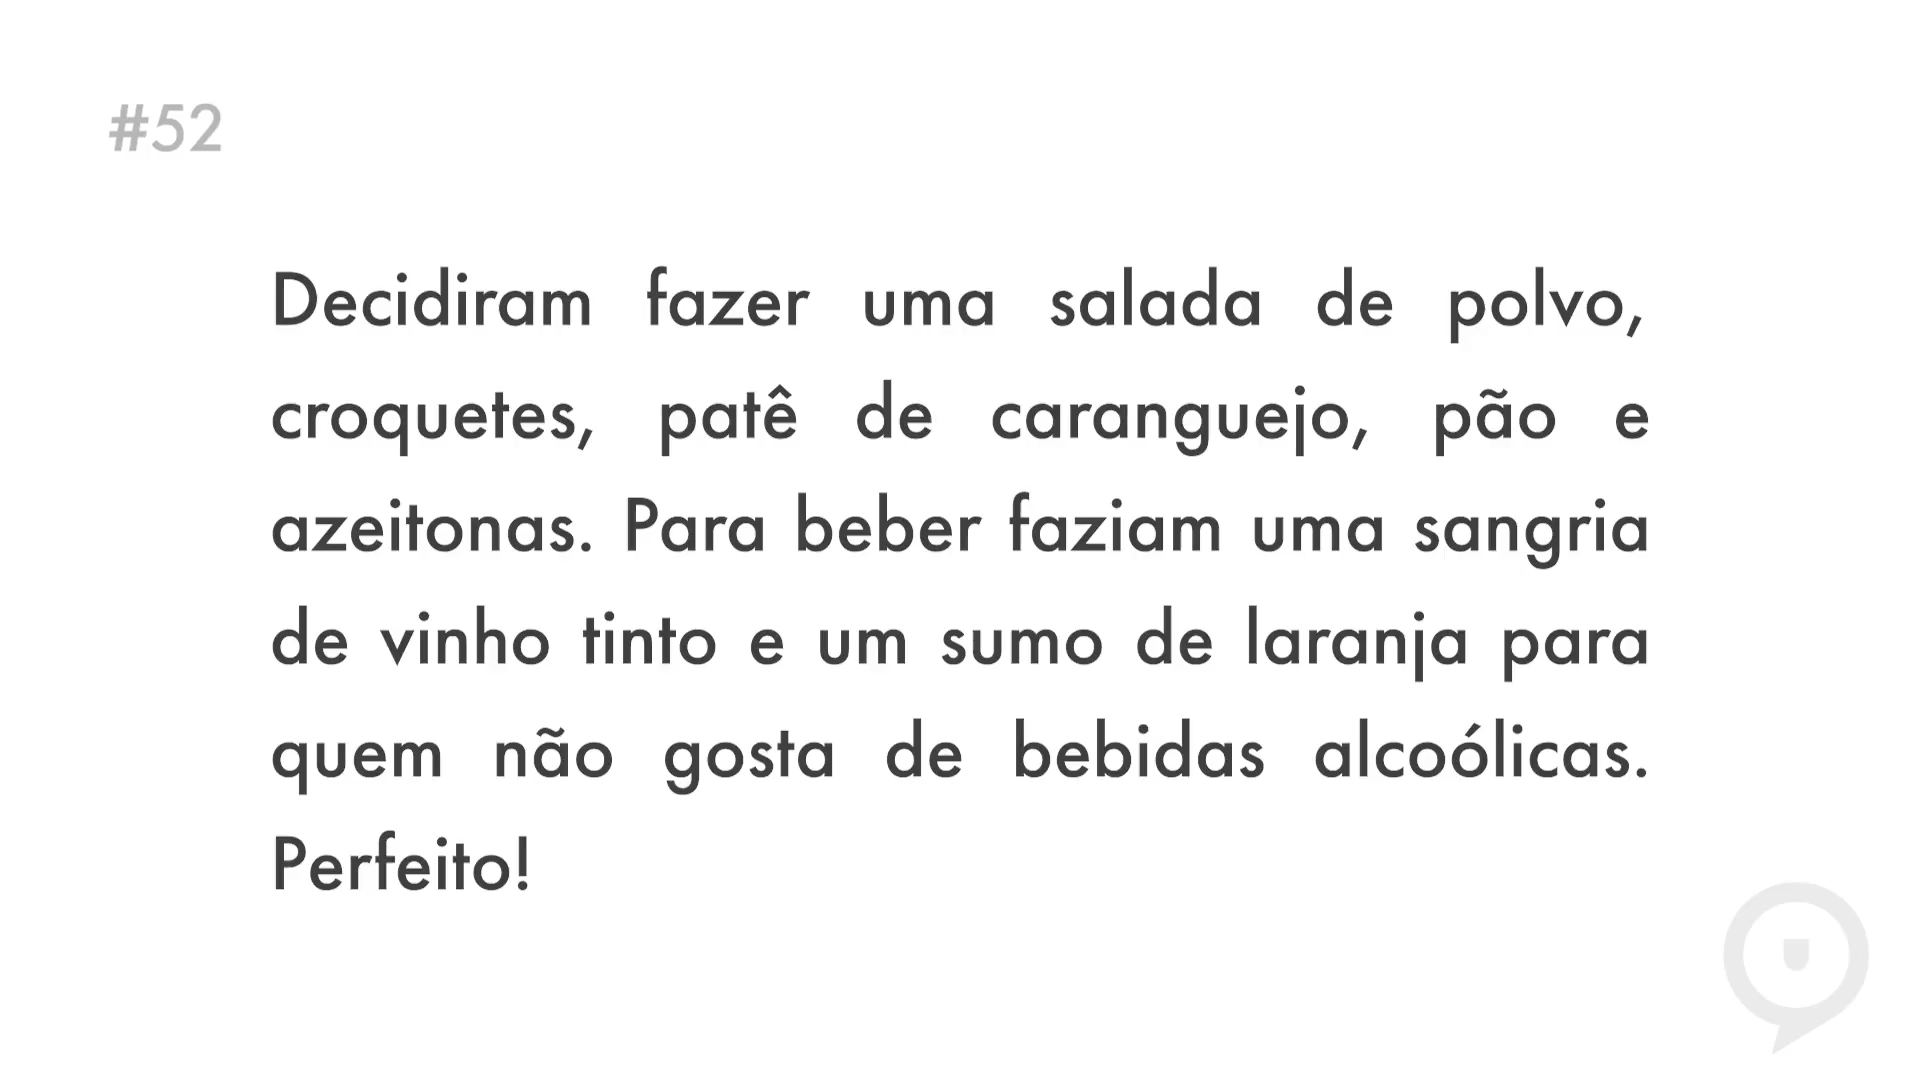 #52
Decidiram fazer uma salada de polvo,
croquetes, patê de caranguejo, pão e
azeitonas. Para beber faziam uma sangria
de vinho tinto e um sumo de laranja para
quem não gosta de bebidas alcoólicas.
Perfeito!